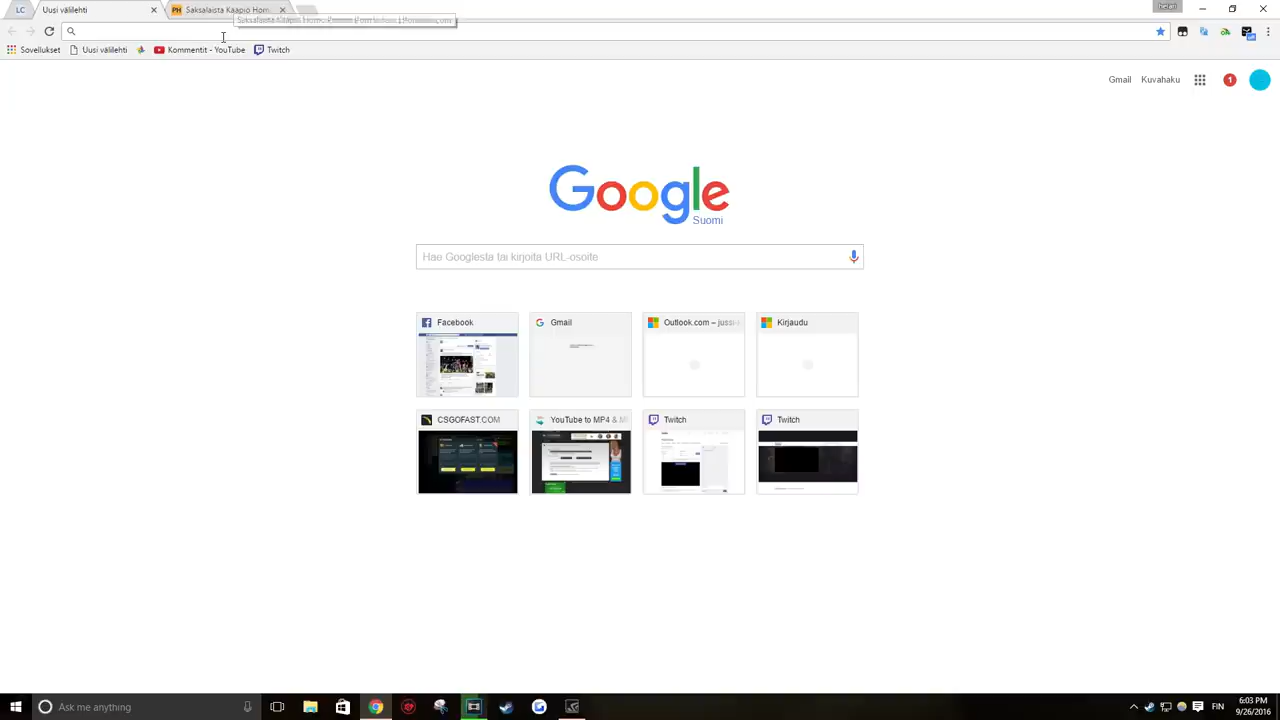 LC
Uusi välilehti
PH
Saksalaista Kääpiö Hom
helari
Sovellukset
Uusi välilehti
Kommentit - YouTube
Twitch
Gmail
Kuvahaku
1
Google
Suomi
Hae Googlesta tai kirjoita URL-osoite
Facebook
Gmail
Outlook.com – jussi-
Kirjaudu
CSGOFAST.COM
YouTube to MP4 & M
Twitch
Twitch
Ask me anything
FIN
6:03 PM
9/26/2016